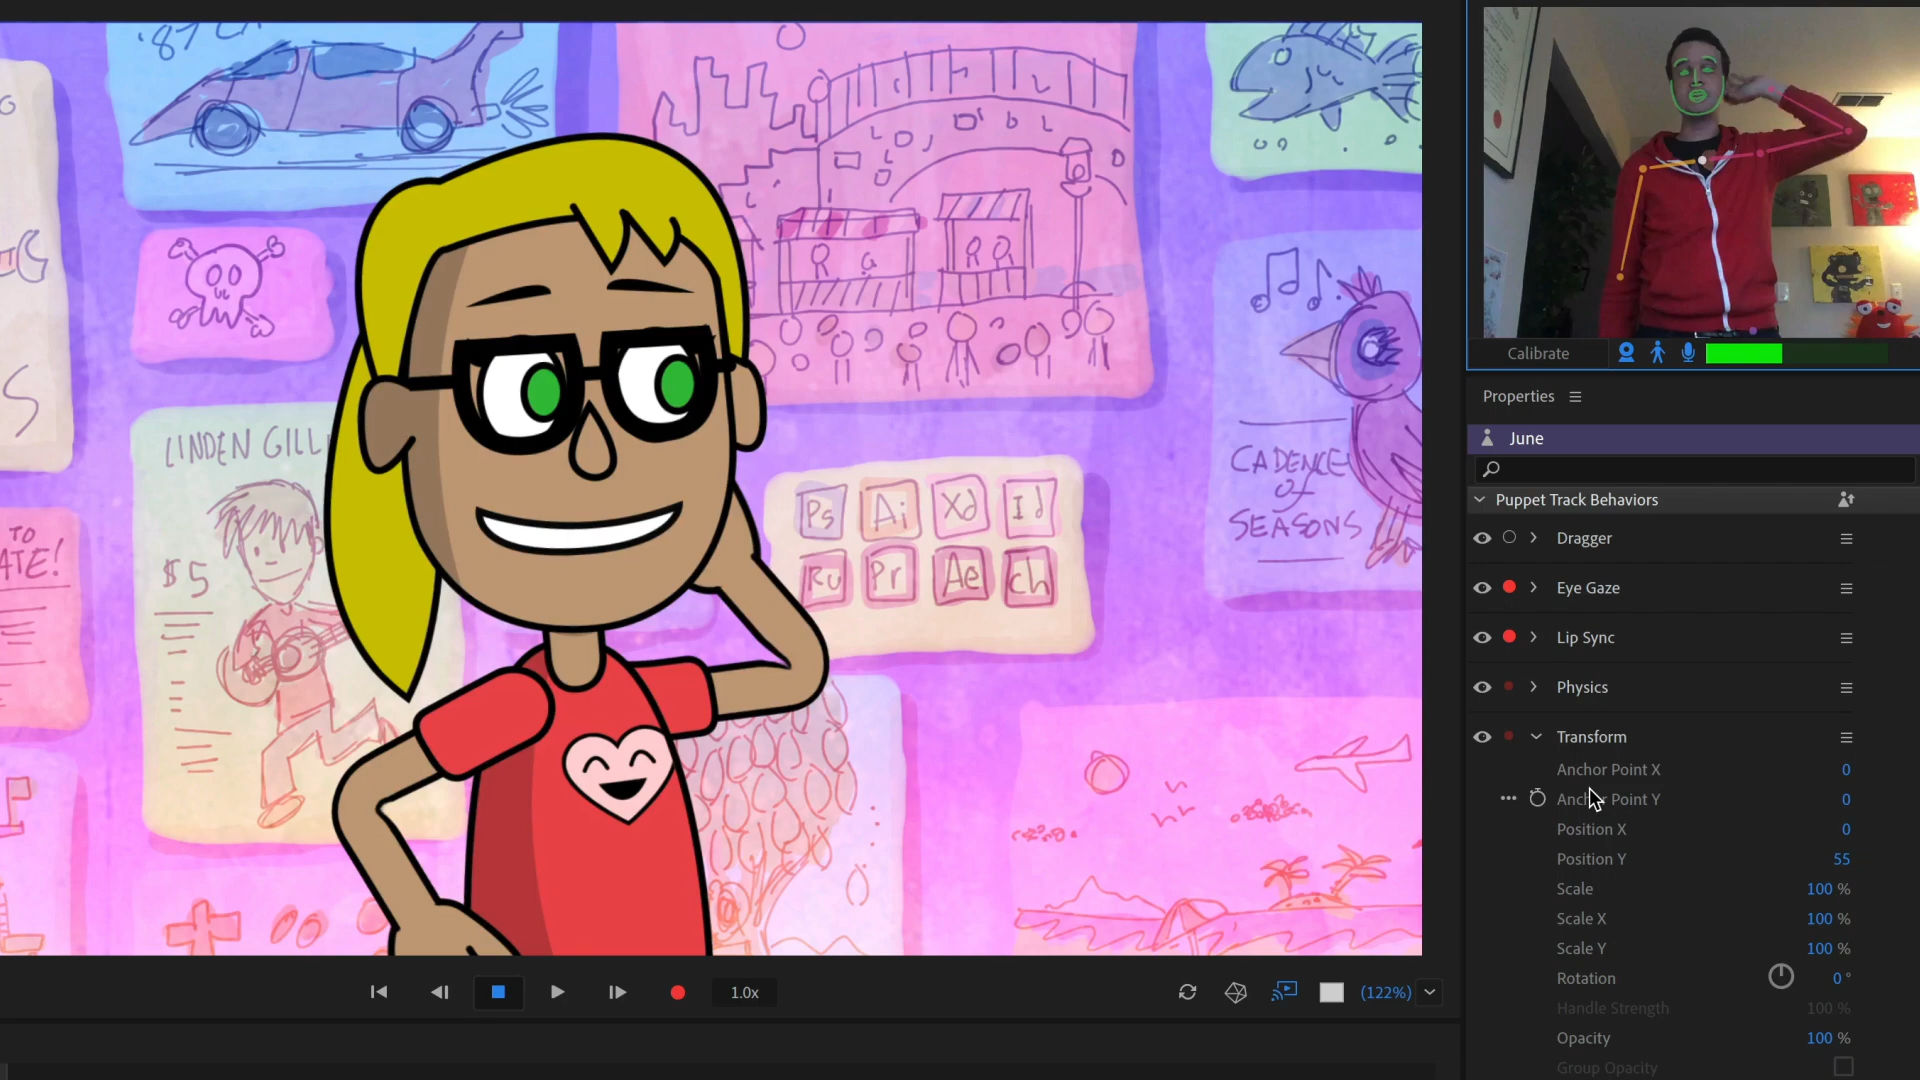 '87 C
Calibrate
Properties
June
Puppet Track Behaviors
Dragger
Eye Gaze
Lip Sync
Physics
Transform
Anchor Point X 0
Anchor Point Y 0
Position X 0
Position Y 55
Scale 100 %
Scale X 100 %
Scale Y 100 %
Rotation 0 °
Handle Strength 100 %
Opacity 100 %
Group Opacity
LINDEN GILL
$5
TO
ATE!
S
Ps Ai Xd Id
Ru Pr Ae Ch
CADENCE
of
SEASONS
1.0x
(122%)